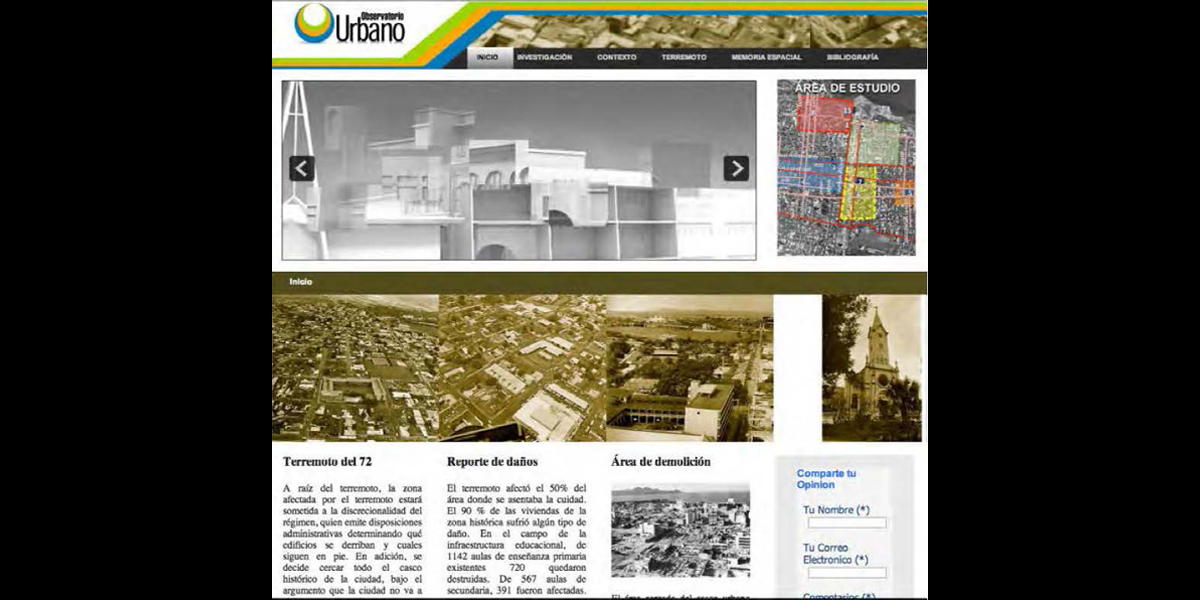 Observatorio
Urbano
INICIO INVESTIGACIÓN CONTEXTO TERREMOTO MEMORIA ESPACIAL BIBLIOGRAFÍA
ÁREA DE ESTUDIO
Inicio
Terremoto del 72
A raíz del terremoto, la zona
afectada por el terremoto estará
sometida a la discrecionalidad del
régimen, quien emite disposiciones
administrativas determinando qué
edificios se derriban y cuales
siguen en pie. En adición, se
decide cercar todo el casco
histórico de la ciudad, bajo el
argumento que la ciudad no va a
Reporte de daños
El terremoto afectó el 50% del
área donde se asentaba la cuidad.
El 90 % de las viviendas de la
zona histórica sufrió algún tipo de
daño. En el campo de la
infraestructura educacional, de
1142 aulas de enseñanza primaria
existentes 720 quedaron
destruidas. De 567 aulas de
secundaria, 391 fueron afectadas.
Área de demolición
Comparte tu
Opinion
Tu Nombre (*)
Tu Correo
Electronico (*)
Comentarios (*)